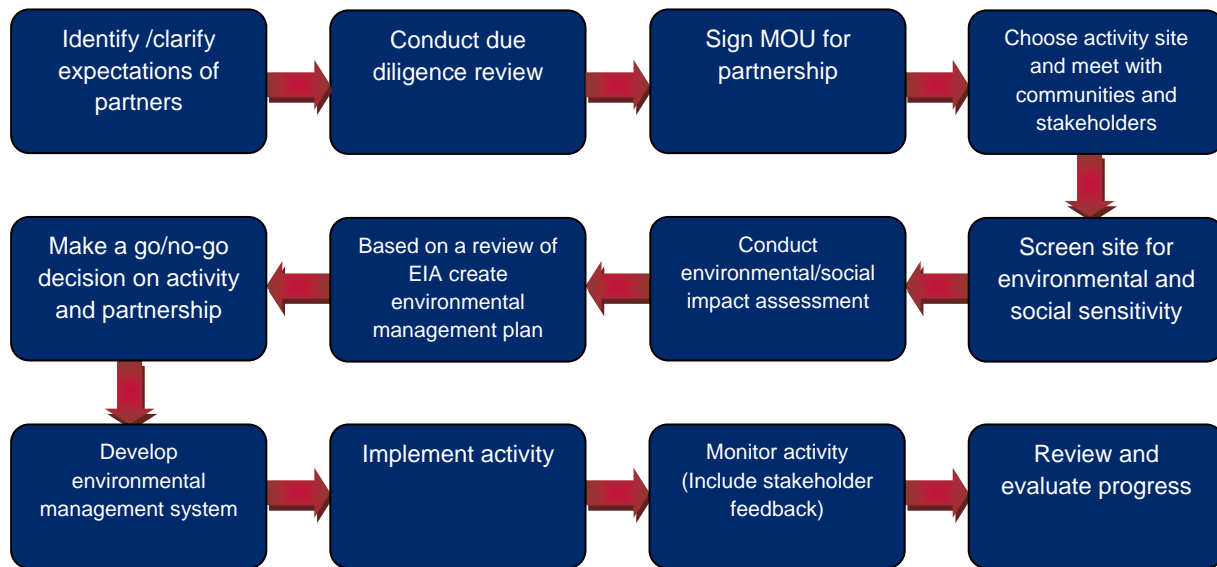 Identify /clarify
expectations of
partners
Conduct due
diligence review
Sign MOU for
partnership
Choose activity site
and meet with
communities and
stakeholders
Screen site for
environmental and
social sensitivity
Conduct
environmental/social
impact assessment
Based on a review of
EIA create
environmental
management plan
Make a go/no-go
decision on activity
and partnership
Develop
environmental
management system
Implement activity
Monitor activity
(Include stakeholder
feedback)
Review and
evaluate progress